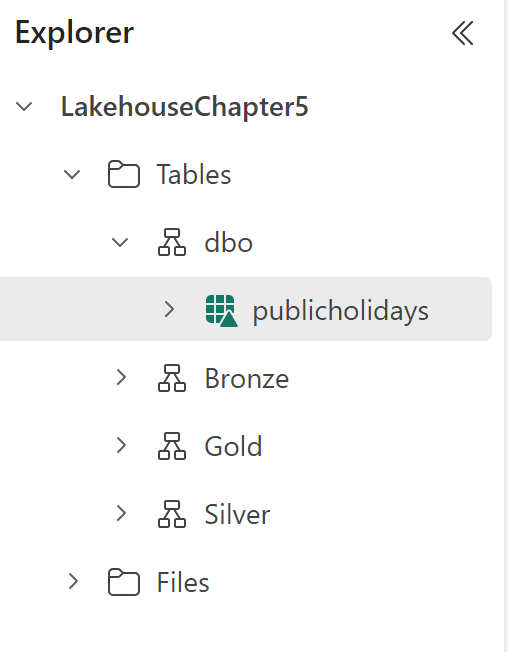 Explorer
LakehouseChapter5
Tables
dbo
publicholidays
Bronze
Gold
Silver
Files